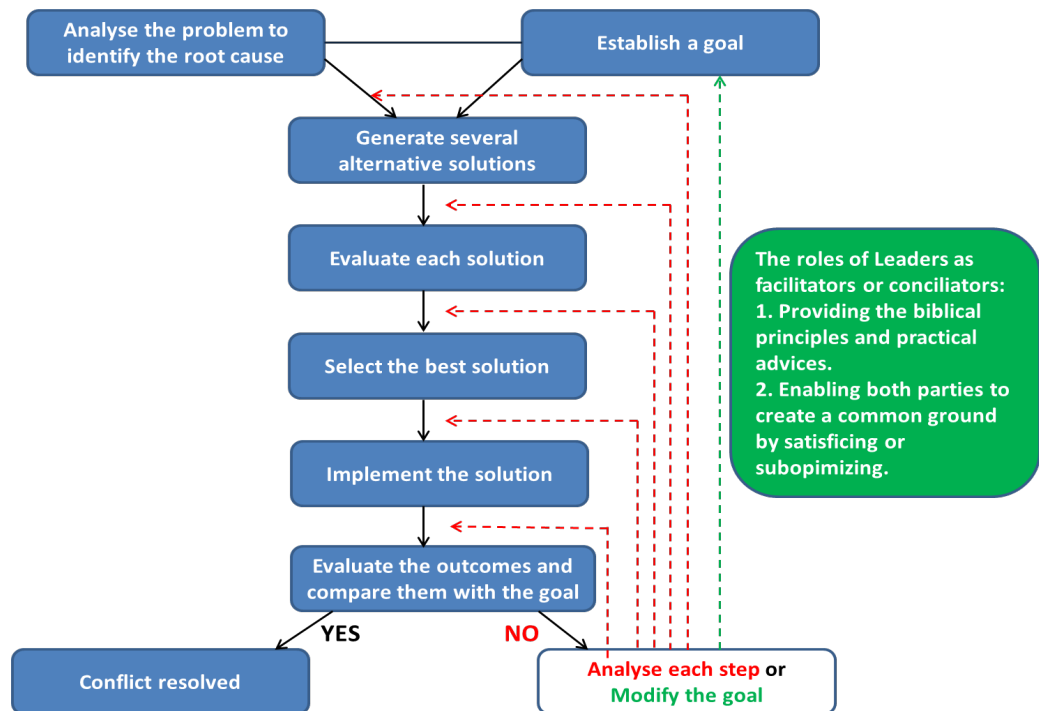 Analyse the problem to
identify the root cause
Establish a goal
Generate several
alternative solutions
Evaluate each solution
Select the best solution
Implement the solution
Evaluate the outcomes and
compare them with the goal
YES
NO
Conflict resolved
Analyse each step or
Modify the goal
The roles of Leaders as
facilitators or conciliators:
1. Providing the biblical
principles and practical
advices.
2. Enabling both parties to
create a common ground
by satisficing or
subopimizing.